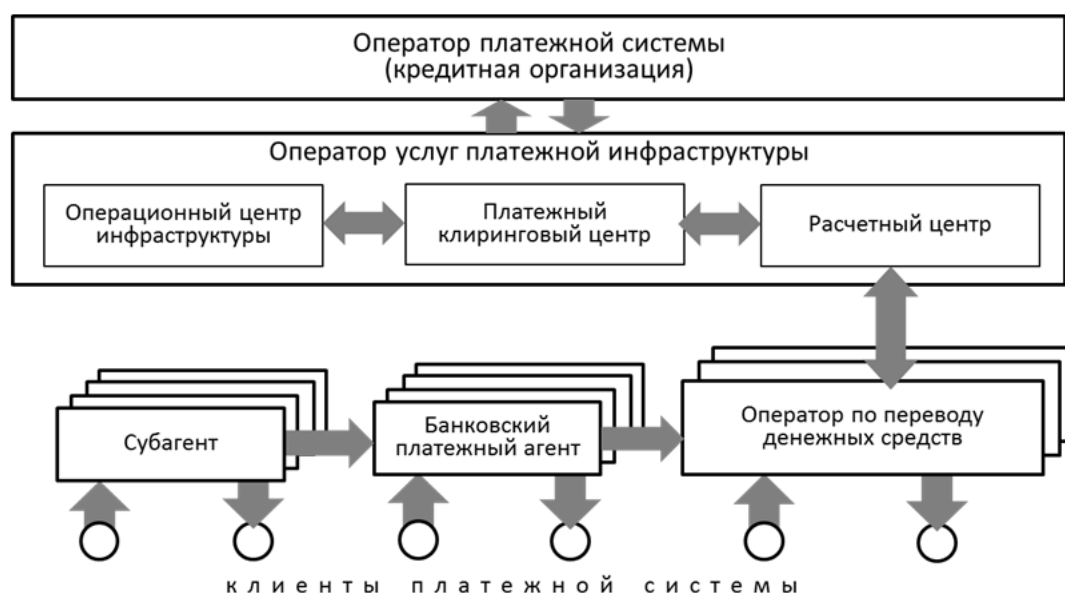 Оператор платежной системы
(кредитная организация)
Оператор услуг платежной инфраструктуры
Операционный центр
инфраструктуры
Платежный
клиринговый центр
Расчетный центр
Субагент
Банковский
платежный агент
Оператор по переводу
денежных средств
клиенты платежной системы